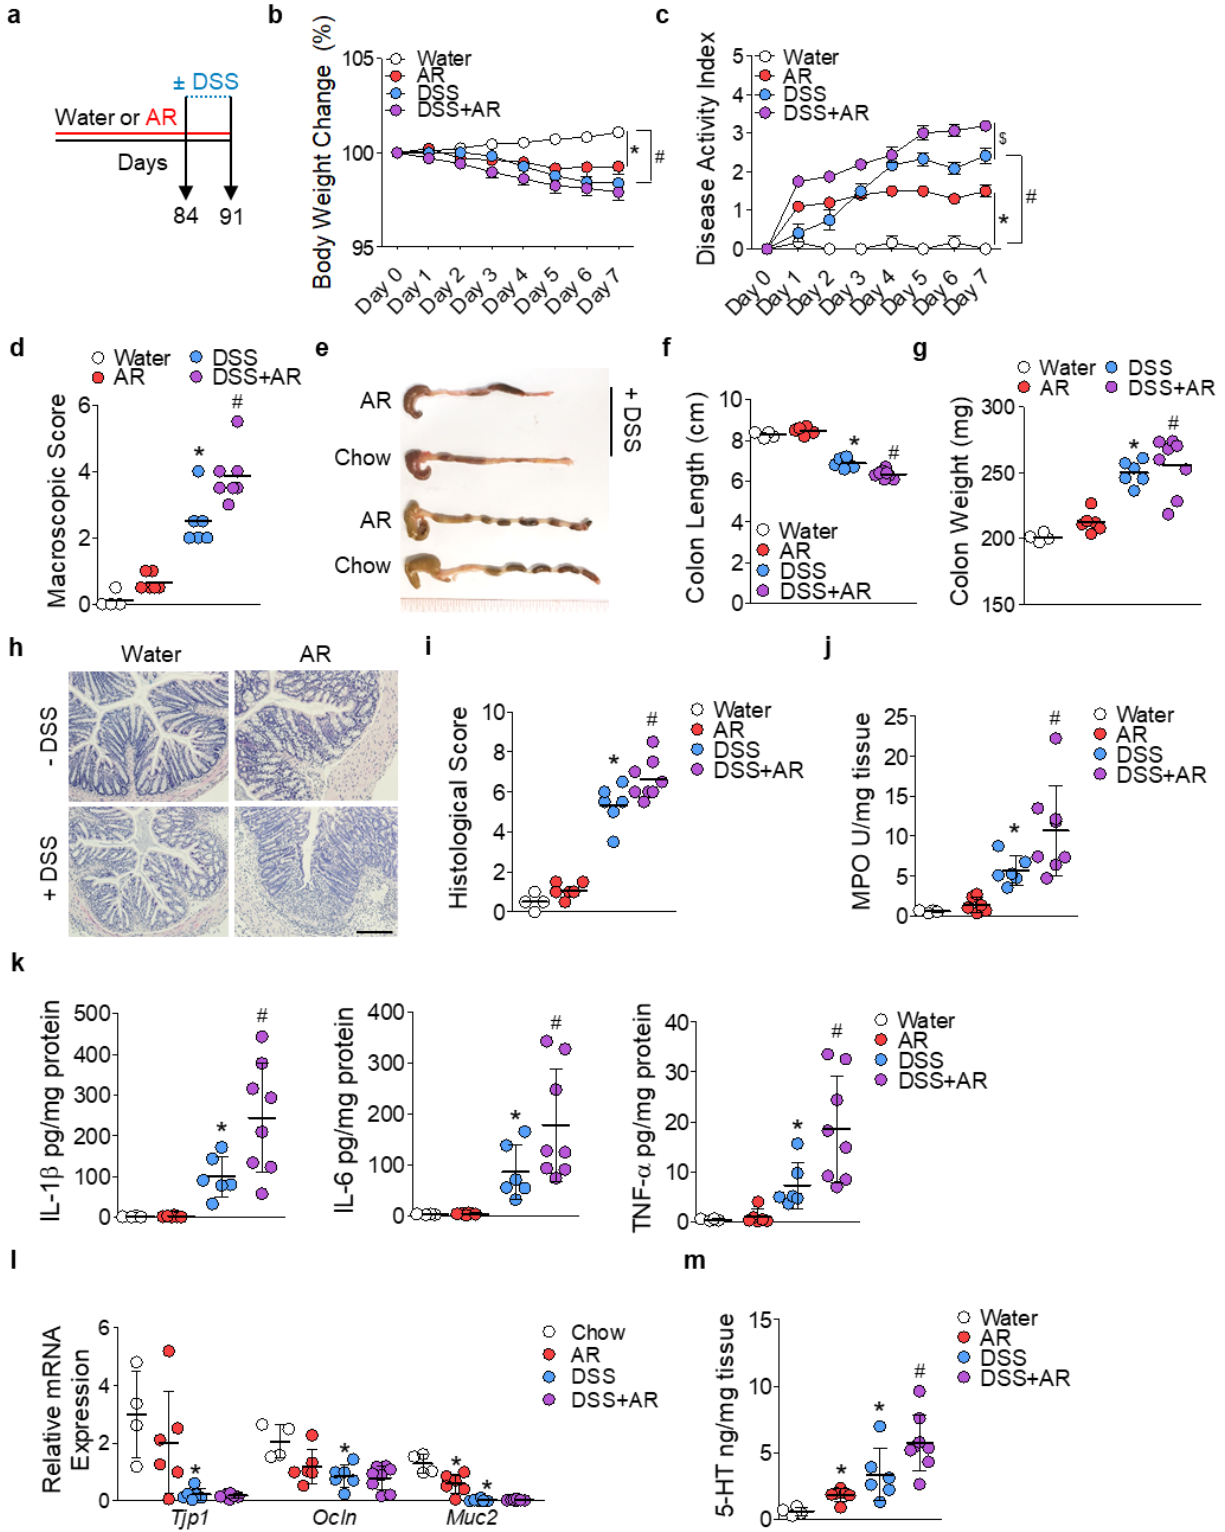 a
± DSS
Water or AR
Days
84
91
b
Body Weight Change (%)
105
100
95
Water
AR
DSS
DSS+AR
*
#
Day 0
Day 1
Day 2
Day 3
Day 4
Day 5
Day 6
Day 7
c
Disease Activity Index
5
4
3
2
1
0
Water
AR
DSS
DSS+AR
$
#
*
Day 0
Day 1
Day 2
Day 3
Day 4
Day 5
Day 6
Day 7
d
Water
AR
DSS
DSS+AR
Macroscopic Score
6
4
2
0
*
#
e
AR
Chow
AR
Chow
+ DSS
f
Colon Length (cm)
10
8
6
4
2
0
*
#
Water
AR
DSS
DSS+AR
g
Water
AR
DSS
DSS+AR
Colon Weight (mg)
300
250
200
150
*
#
h
Water
AR
- DSS
+ DSS
i
Histological Score
10
8
6
4
2
0
*
#
Water
AR
DSS
DSS+AR
j
MPO U/mg tissue
25
20
15
10
5
0
*
#
Water
AR
DSS
DSS+AR
k
IL-1β pg/mg protein
500
400
300
200
100
0
*
#
IL-6 pg/mg protein
400
300
200
100
0
*
#
TNF-α pg/mg protein
40
30
20
10
0
*
#
Water
AR
DSS
DSS+AR
l
Relative mRNA
Expression
6
4
2
0
*
*
*
*
Tjp1
Ocln
Muc2
Chow
AR
DSS
DSS+AR
m
5-HT ng/mg tissue
15
10
5
0
*
*
#
Water
AR
DSS
DSS+AR